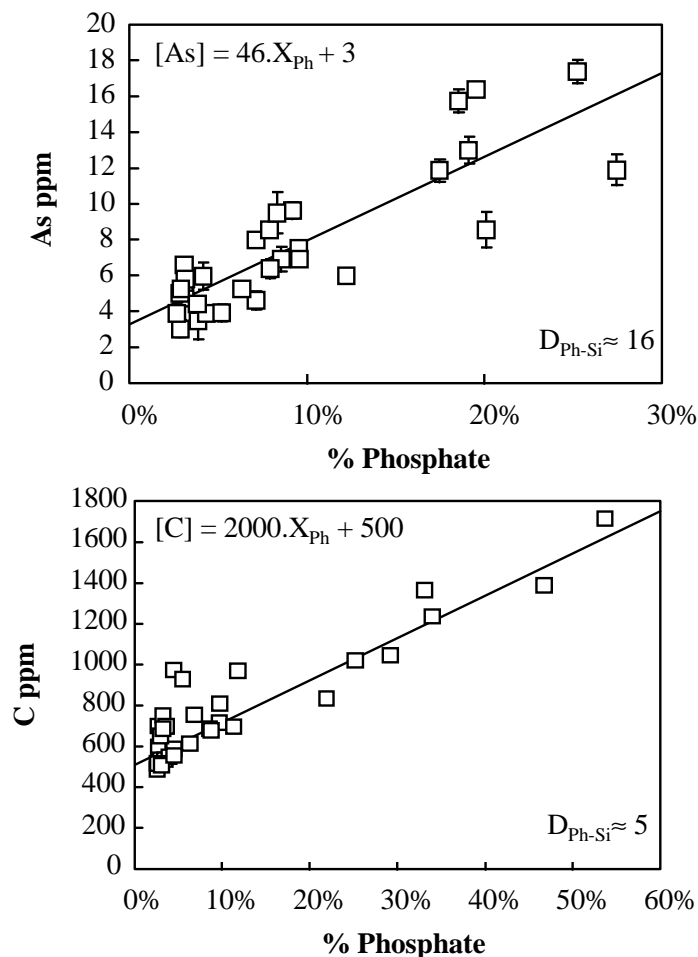 20
18
16
14
12
10
8
6
4
2
0
As ppm
[As] = 46.X_Ph + 3
D_Ph-Si ≈ 16
0% 10% 20% 30%
% Phosphate
1800
1600
1400
1200
1000
800
600
400
200
0
C ppm
[C] = 2000.X_Ph + 500
D_Ph-Si ≈ 5
0% 10% 20% 30% 40% 50% 60%
% Phosphate